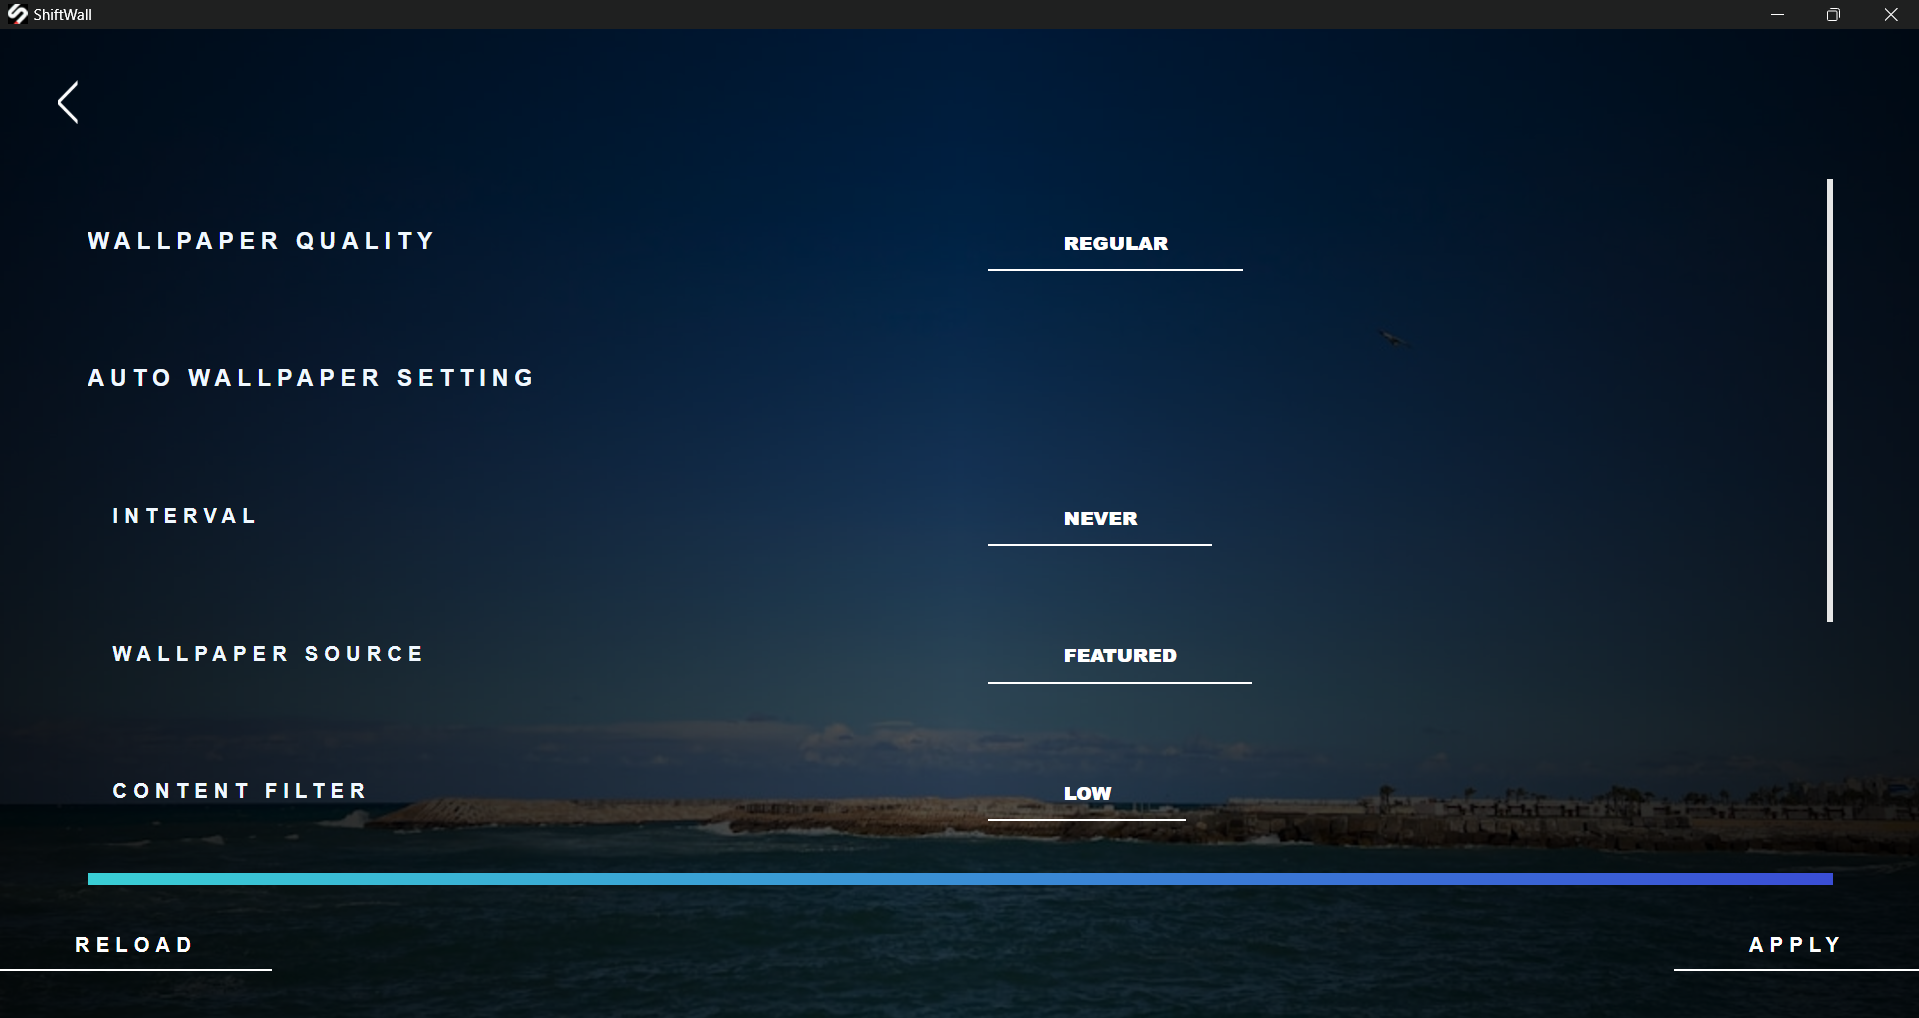 ShiftWall
WALLPAPER QUALITY
REGULAR
AUTO WALLPAPER SETTING
INTERVAL
NEVER
WALLPAPER SOURCE
FEATURED
CONTENT FILTER
LOW
RELOAD
APPLY